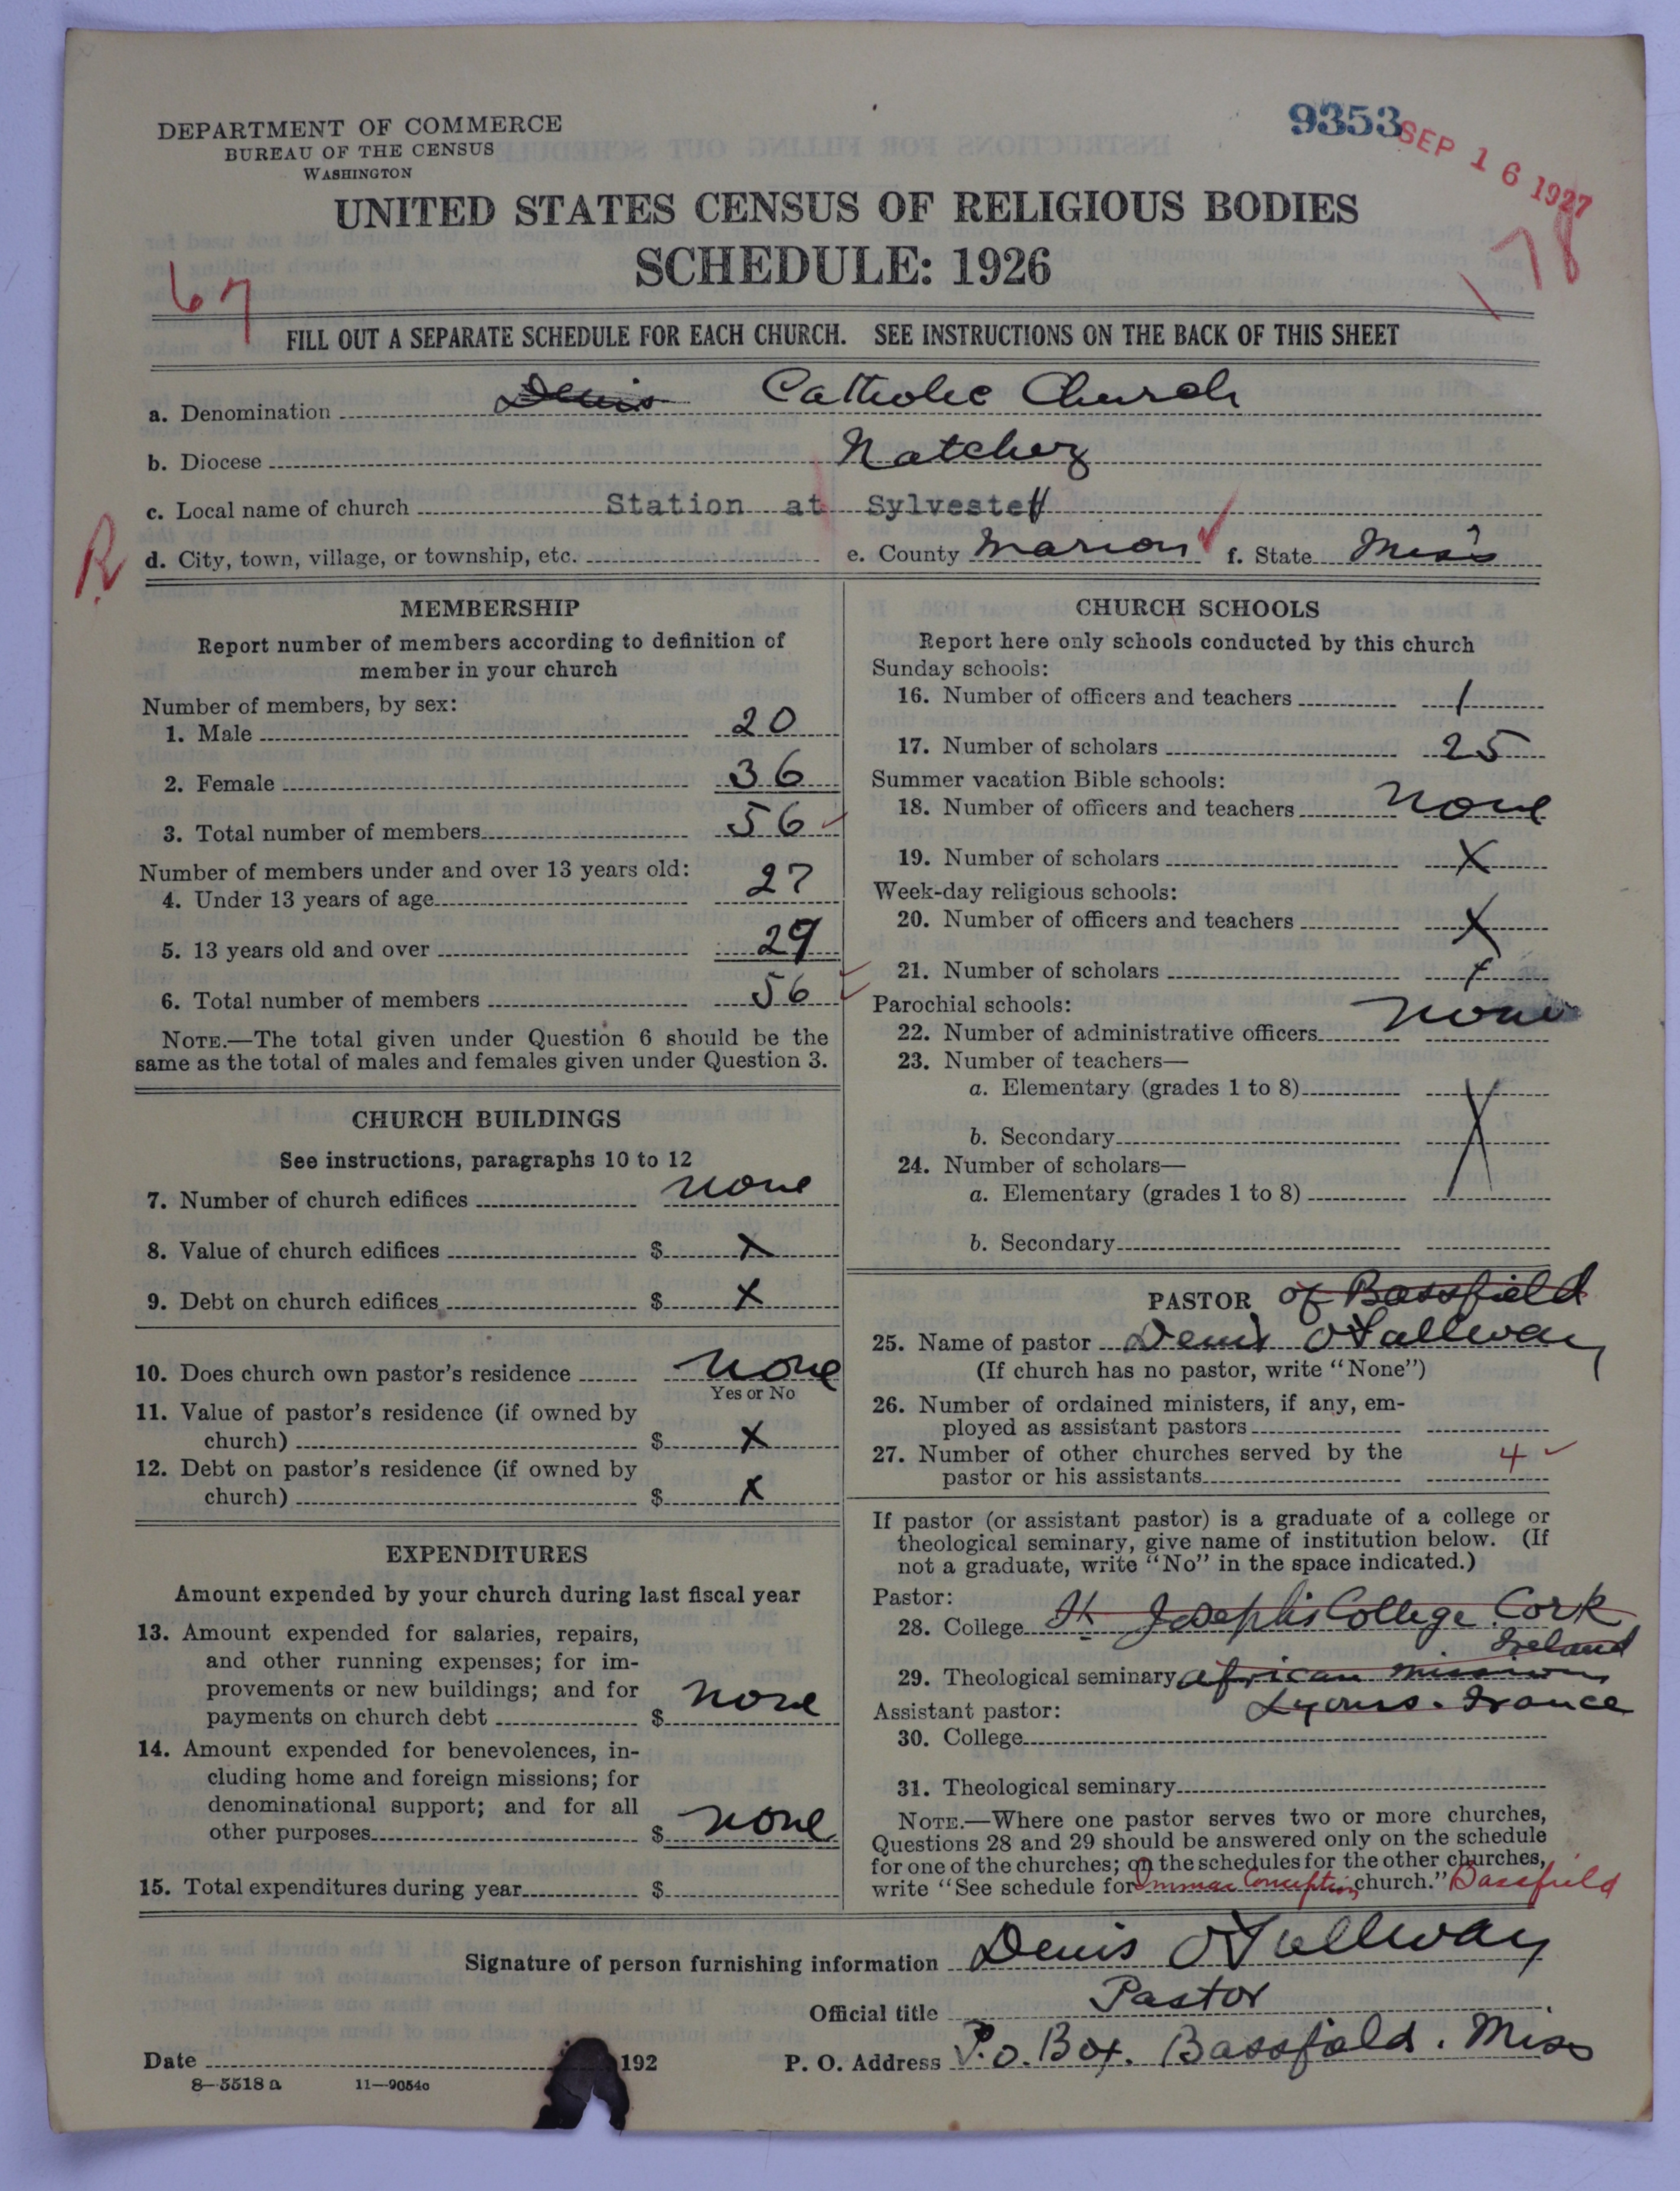 DEPARTMENT OF COMMERCE
BUREAU OF THE CENSUS
WASHINGTON
9353
SEP 16 1927
UNITED STATES CENSUS OF RELIGIOUS BODIES
SCHEDULE: 1926
67
178
FILL OUT A SEPARATE SCHEDULE FOR EACH CHURCH. SEE INSTRUCTIONS ON THE BACK OF THIS SHEET
a. Denomination Denis Catholic Church
b. Diocese Natchez
c. Local name of church Station at Sylvester
R
d. City, town, village, or township, etc. e. County Marion f. State Miss
MEMBERSHIP
Report number of members according to definition of
member in your church
Number of members, by sex:
1. Male 20
2. Female 36
3. Total number of members 56
Number of members under and over 13 years old:
4. Under 13 years of age 27
5. 13 years old and over 29
6. Total number of members 56
NOTE.—The total given under Question 6 should be the
same as the total of males and females given under Question 3.
CHURCH BUILDINGS
See instructions, paragraphs 10 to 12
7. Number of church edifices none
8. Value of church edifices $ X
9. Debt on church edifices $ X
10. Does church own pastor's residence none
Yes or No
11. Value of pastor's residence (if owned by
church) $ X
12. Debt on pastor's residence (if owned by
church) $ X
EXPENDITURES
Amount expended by your church during last fiscal year
13. Amount expended for salaries, repairs,
and other running expenses; for im-
provements or new buildings; and for
payments on church debt $ none
14. Amount expended for benevolences, in-
cluding home and foreign missions; for
denominational support; and for all
other purposes $ none
15. Total expenditures during year $
CHURCH SCHOOLS
Report here only schools conducted by this church
Sunday schools:
16. Number of officers and teachers 1
17. Number of scholars 25
Summer vacation Bible schools:
18. Number of officers and teachers none
19. Number of scholars X
Week-day religious schools:
20. Number of officers and teachers X
21. Number of scholars X
Parochial schools:
22. Number of administrative officers none
23. Number of teachers—
a. Elementary (grades 1 to 8)
b. Secondary X
24. Number of scholars—
a. Elementary (grades 1 to 8)
b. Secondary
PASTOR of Bassfield
25. Name of pastor Denis O'Sullivan
(If church has no pastor, write "None")
26. Number of ordained ministers, if any, em-
ployed as assistant pastors
27. Number of other churches served by the
pastor or his assistants 4
If pastor (or assistant pastor) is a graduate of a college or
theological seminary, give name of institution below. (If
not a graduate, write "No" in the space indicated.)
Pastor:
28. College St Josephs College Cork
Ireland
29. Theological seminary African missions
Lyons. France
Assistant pastor:
30. College
31. Theological seminary
NOTE.—Where one pastor serves two or more churches,
Questions 28 and 29 should be answered only on the schedule
for one of the churches; on the schedules for the other churches,
write "See schedule for Immac Conception church." Bassfield
Signature of person furnishing information Denis O'Sullivan
Official title Pastor
Date 192 P. O. Address P.O. Box. Bassfield. Miss
8—5518 a 11—9054c